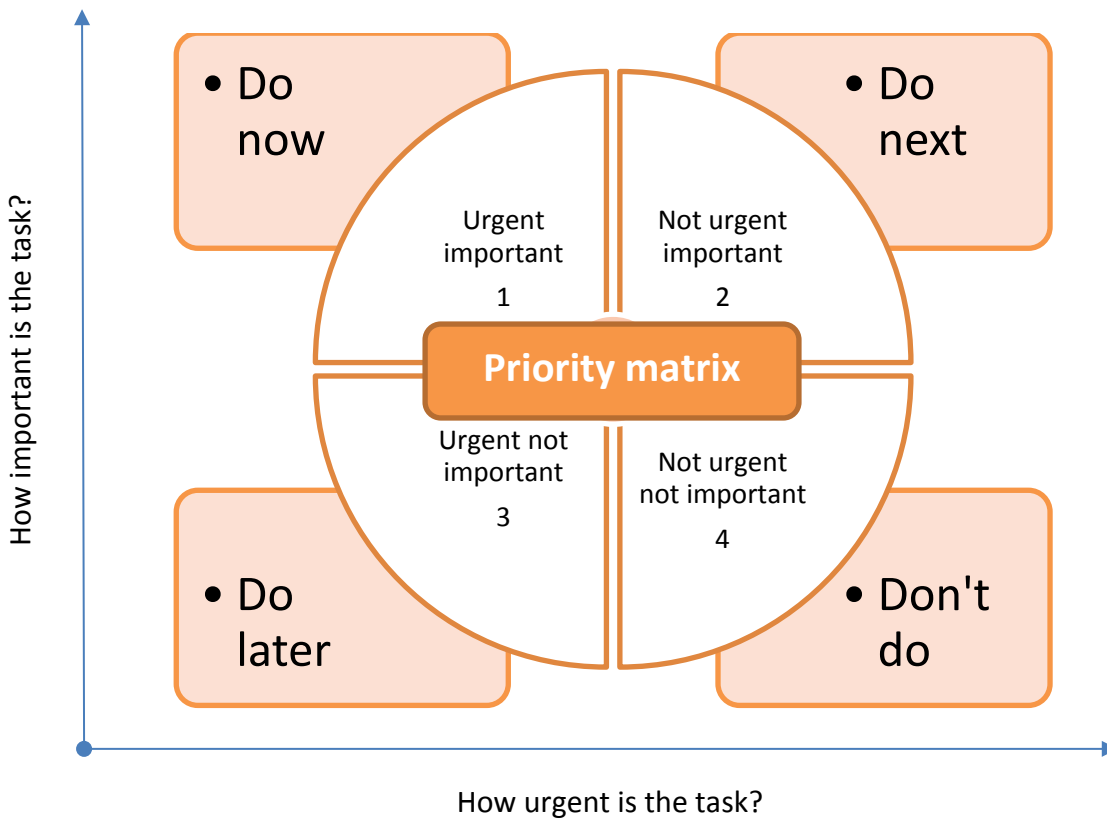 How important is the task?
• Do
now
• Do
next
Urgent
important
1
Not urgent
important
2
Priority matrix
Urgent not
important
3
Not urgent
not important
4
• Do
later
• Don't
do
How urgent is the task?